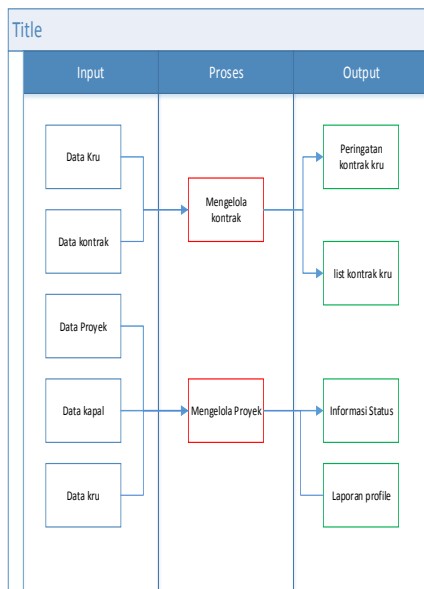 Title
Input
Proses
Output
Data Kru
Data kontrak
Data Proyek
Data kapal
Data kru
Mengelola
kontrak
Mengelola Proyek
Peringatan
kontrak kru
list kontrak kru
Informasi Status
Laporan profile